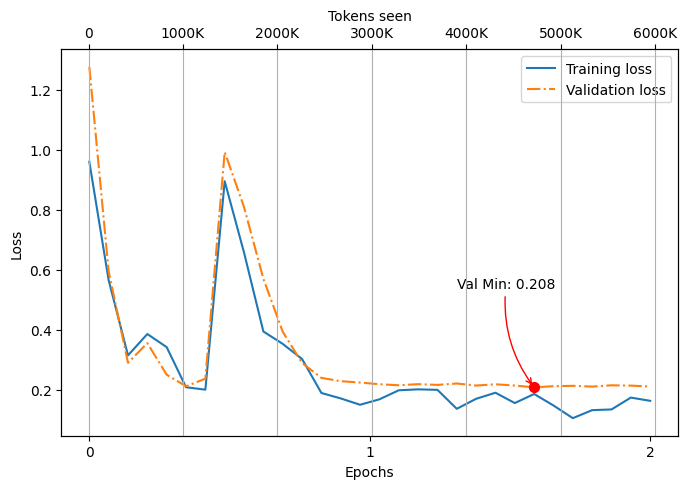 Tokens seen
0 1000K 2000K 3000K 4000K 5000K 6000K
Training loss
Validation loss
1.2
1.0
0.8
0.6
0.4
0.2
Loss
Val Min: 0.208
0 1 2
Epochs